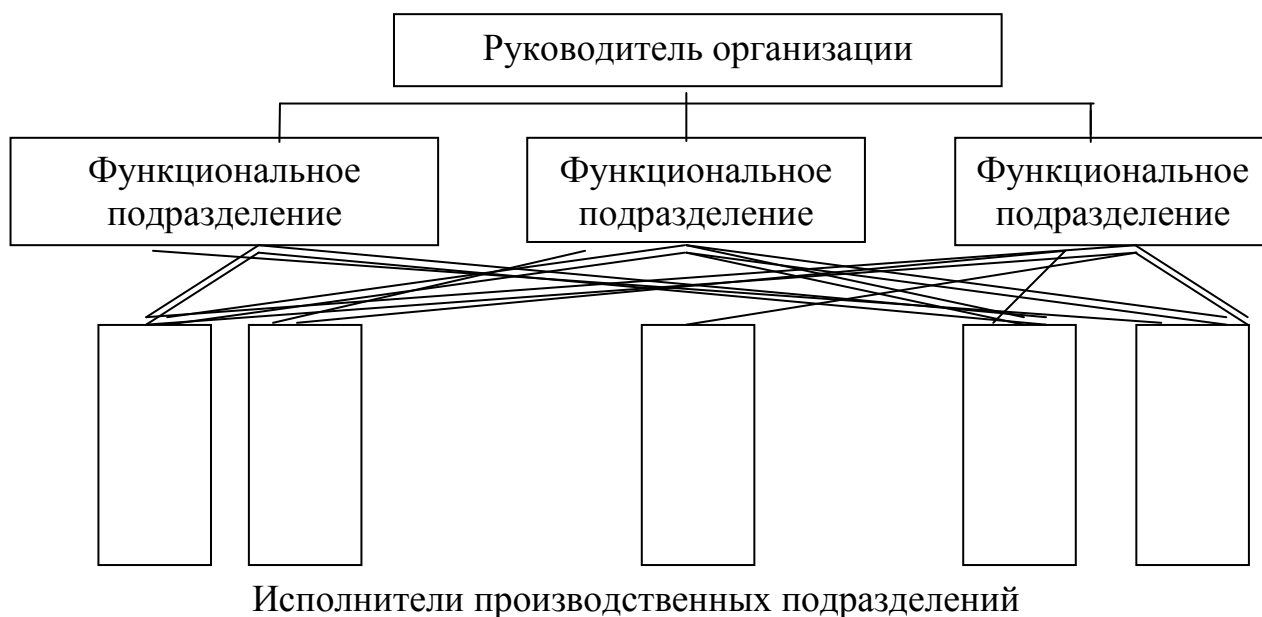 Руководитель организации
Функциональное
подразделение
Функциональное
подразделение
Функциональное
подразделение
Исполнители производственных подразделений